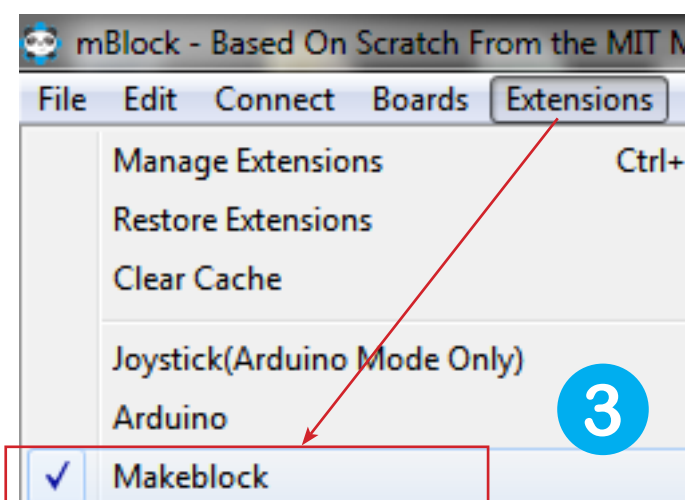 mBlock - Based On Scratch From the MIT M
File Edit Connect Boards Extensions
Manage Extensions Ctrl+
Restore Extensions
Clear Cache
Joystick(Arduino Mode Only)
Arduino
3
Makeblock